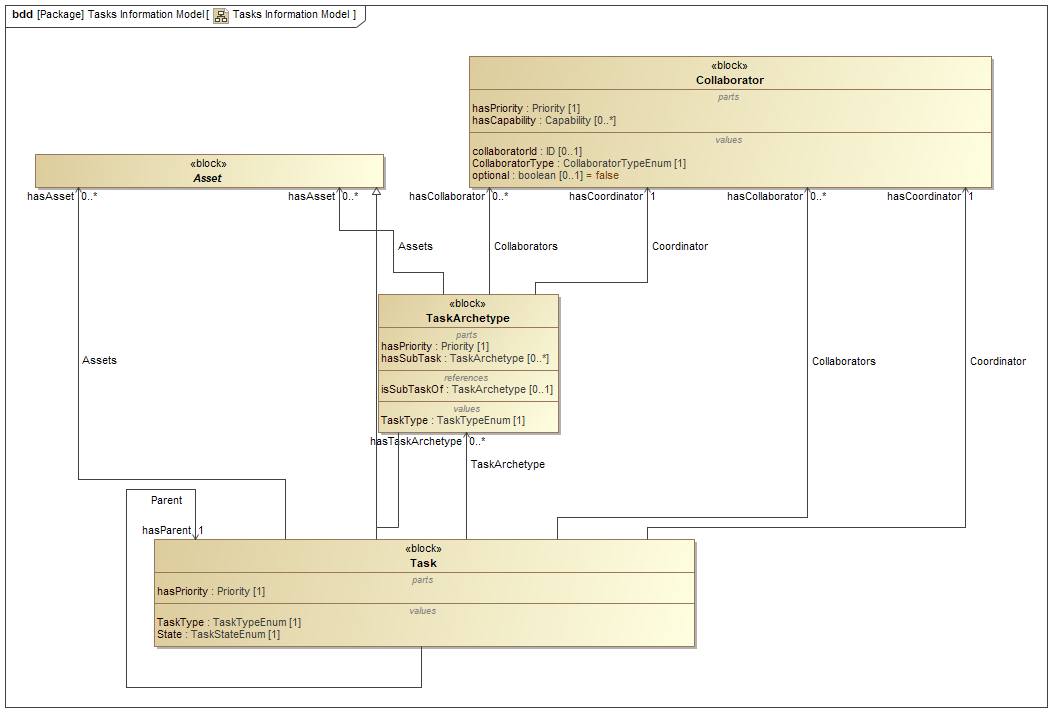 bdd [Package] Tasks Information Model[ Tasks Information Model ]
«block»
Collaborator
parts
hasPriority : Priority [1]
hasCapability : Capability [0..*]
values
collaboratorId : ID [0..1]
CollaboratorType : CollaboratorTypeEnum [1]
optional : boolean [0..1] = false
«block»
Asset
hasAsset 0..*
hasAsset 0..*
hasCollaborator 0..*
hasCoordinator 1
hasCollaborator 0..*
hasCoordinator 1
Assets
Collaborators
Coordinator
«block»
TaskArchetype
parts
hasPriority : Priority [1]
hasSubTask : TaskArchetype [0..*]
references
isSubTaskOf : TaskArchetype [0..1]
values
TaskType : TaskTypeEnum [1]
Assets
Collaborators
Coordinator
hasTaskArchetype 0..*
TaskArchetype
Parent
hasParent 1
«block»
Task
parts
hasPriority : Priority [1]
values
TaskType : TaskTypeEnum [1]
State : TaskStateEnum [1]